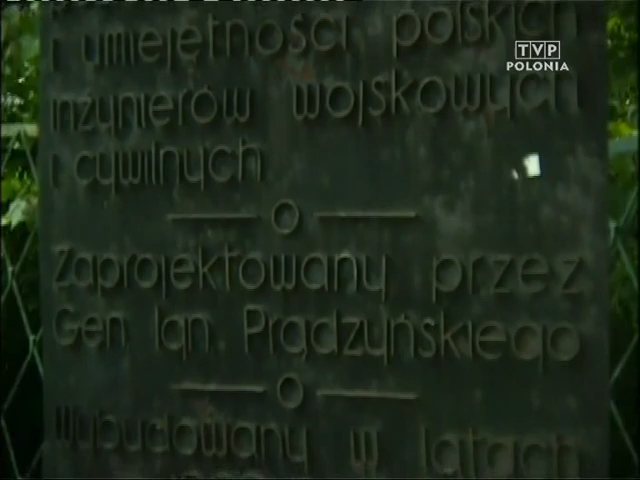 i umiejętności polskich
TVP
POLONIA
inżynierów wojskowych
i cywilnych
Zaprojektowany przez
Gen. Ign. Prądzyńskiego
Wybudowany w latach